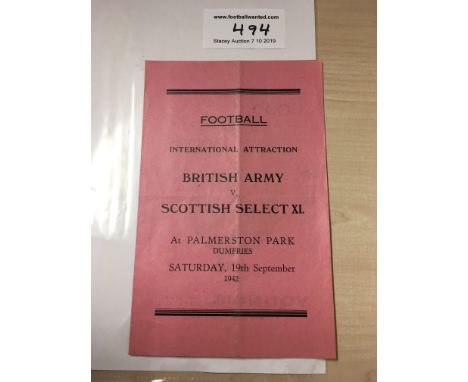 www.footballwanted.com
494
Stacey Auction 7 10 2019
FOOTBALL
INTERNATIONAL ATTRACTION
BRITISH ARMY
v.
SCOTTISH SELECT XI.
At PALMERSTON PARK
DUMFRIES
SATURDAY, 19th September
1942